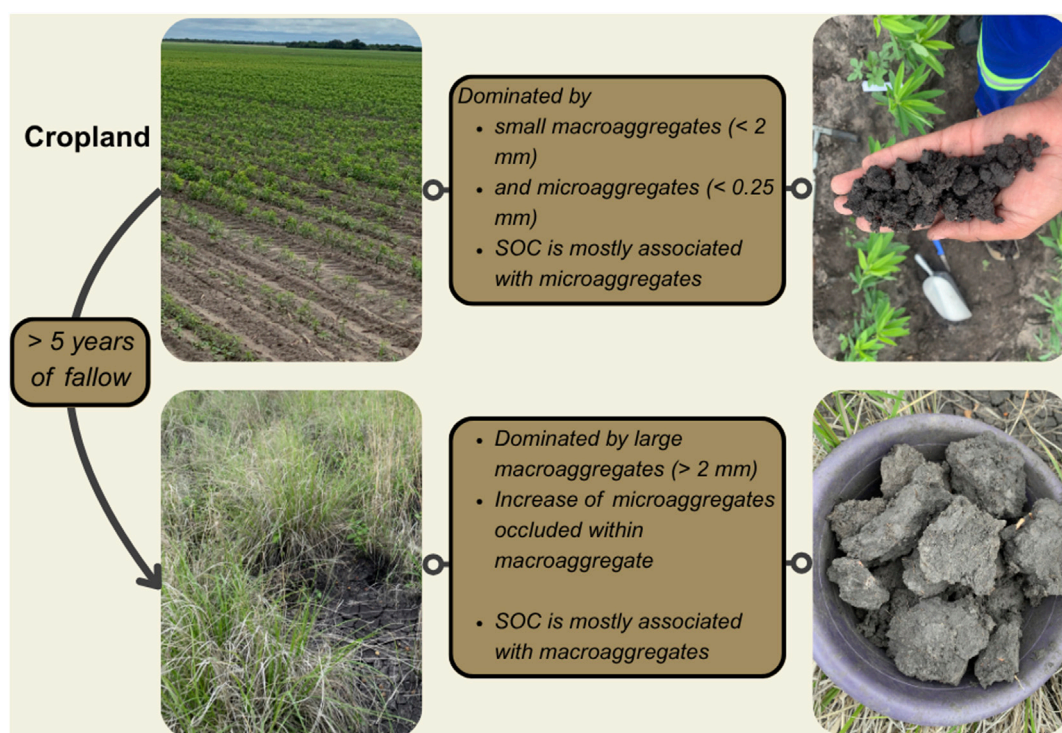 Cropland
Dominated by
• small macroaggregates (< 2
mm)
• and microaggregates (< 0.25
mm)
• SOC is mostly associated
with microaggregates
> 5 years
of fallow
• Dominated by large
macroaggregates (> 2 mm)
• Increase of microaggregates
occluded within
macroaggregate
• SOC is mostly associated
with macroaggregates